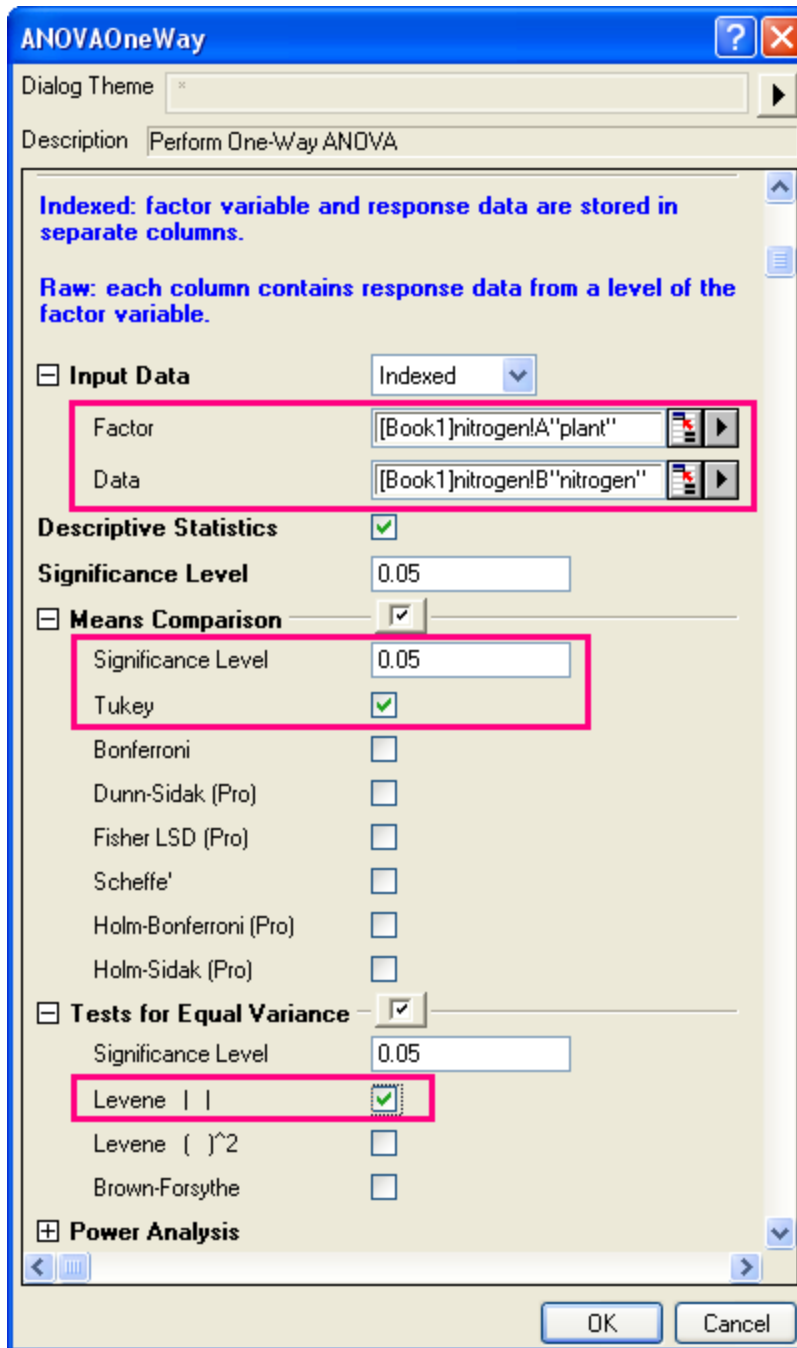 ANOVAOneWay
Dialog Theme *
Description Perform One-Way ANOVA
Indexed: factor variable and response data are stored in
separate columns.
Raw: each column contains response data from a level of the
factor variable.
Input Data Indexed
Factor [Book1]nitrogen!A"plant"
Data [Book1]nitrogen!B"nitrogen"
Descriptive Statistics
Significance Level 0.05
Means Comparison
Significance Level 0.05
Tukey
Bonferroni
Dunn-Sidak (Pro)
Fisher LSD (Pro)
Scheffe'
Holm-Bonferroni (Pro)
Holm-Sidak (Pro)
Tests for Equal Variance
Significance Level 0.05
Levene | |
Levene ( )^2
Brown-Forsythe
Power Analysis
OK Cancel